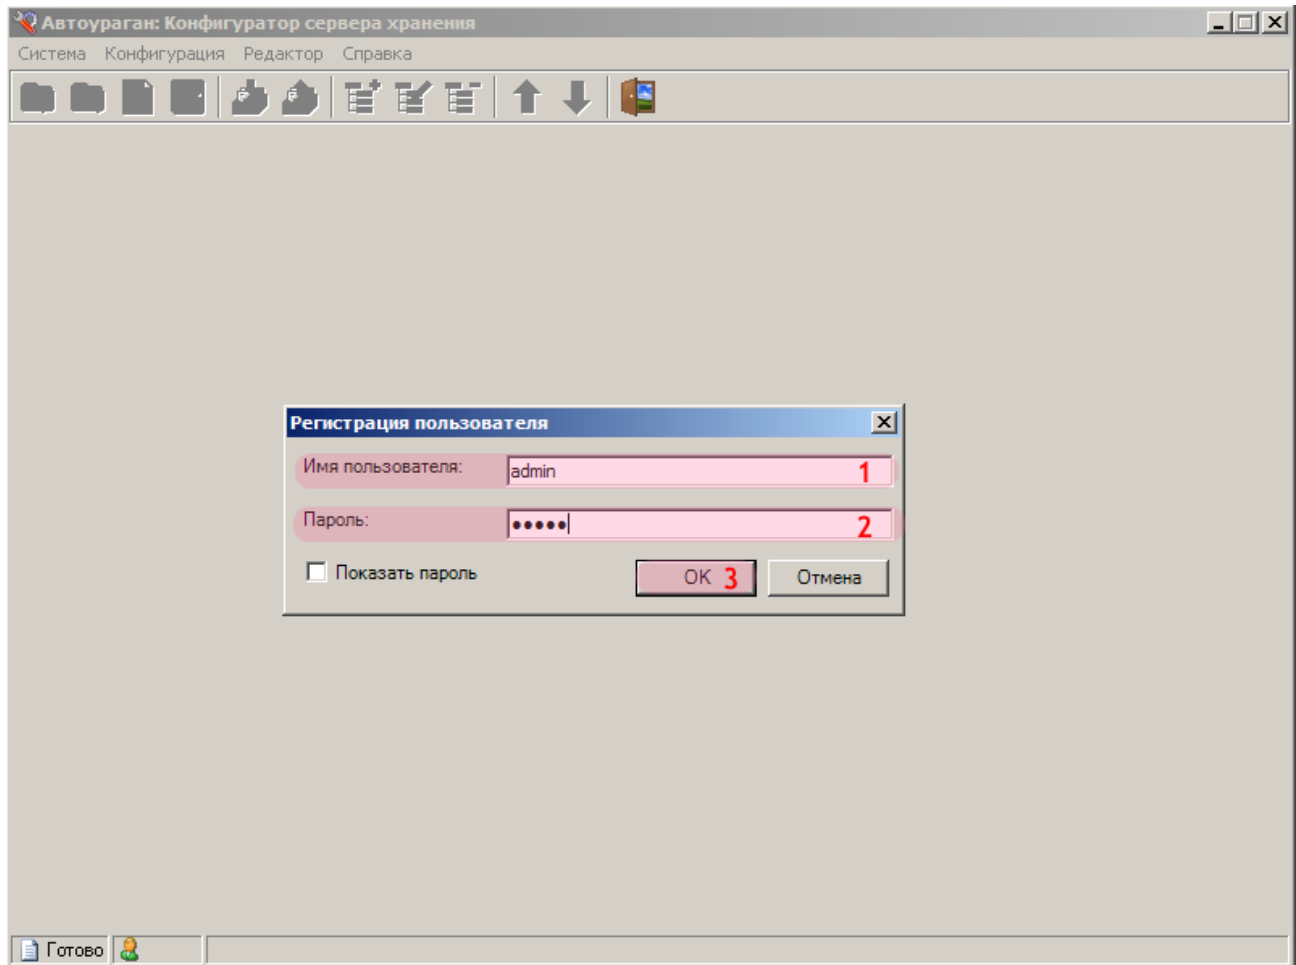 Автоураган: Конфигуратор сервера хранения
Система Конфигурация Редактор Справка
Регистрация пользователя
Имя пользователя: admin 1
Пароль: ●●●●● 2
Показать пароль OK 3 Отмена
Готово